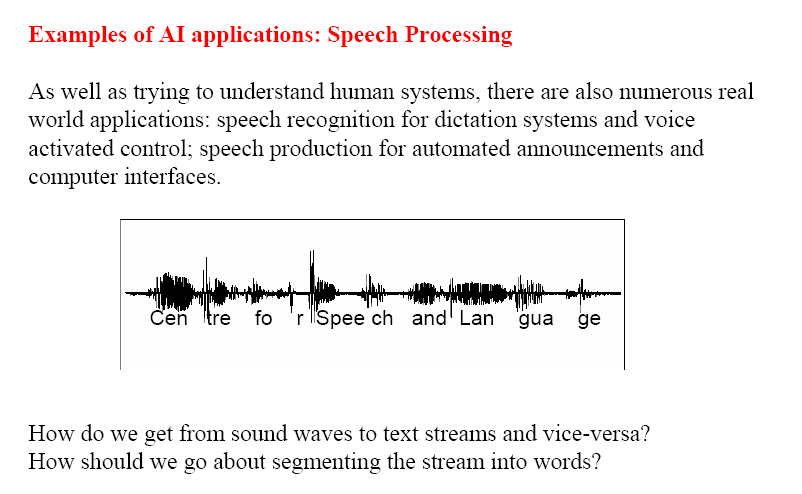 Examples of AI applications: Speech Processing
As well as trying to understand human systems, there are also numerous real
world applications: speech recognition for dictation systems and voice
activated control; speech production for automated announcements and
computer interfaces.
Cen tre fo r Spee ch and Lan gua ge
How do we get from sound waves to text streams and vice-versa?
How should we go about segmenting the stream into words?